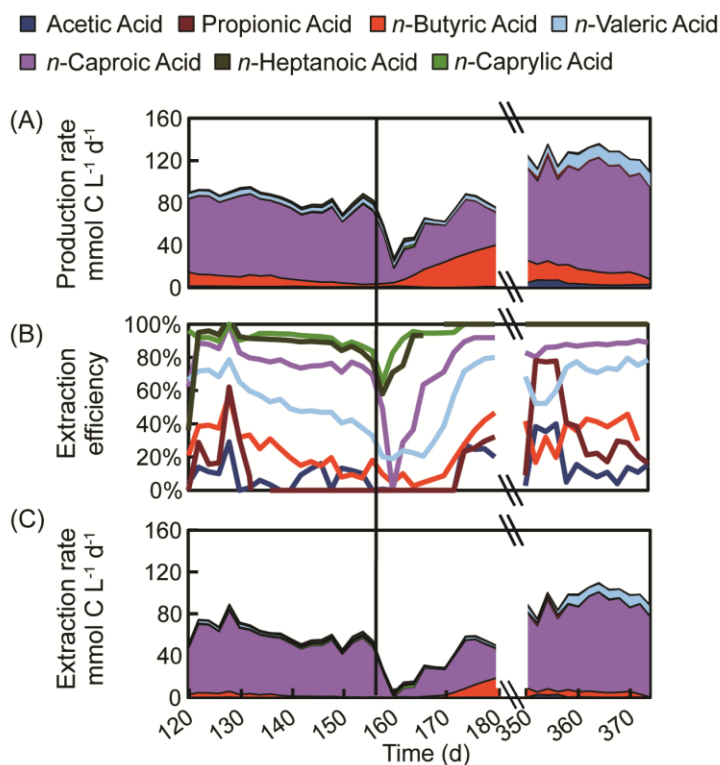 Acetic Acid Propionic Acid n-Butyric Acid n-Valeric Acid
n-Caproic Acid n-Heptanoic Acid n-Caprylic Acid
(A)
Production rate
mmol C L-1 d-1
160
120
80
40
0
(B)
Extraction
efficiency
100%
80%
60%
40%
20%
0%
(C)
Extraction rate
mmol C L-1 d-1
160
120
80
40
0
120 130 140 150 160 170 180 350 360 370
Time (d)